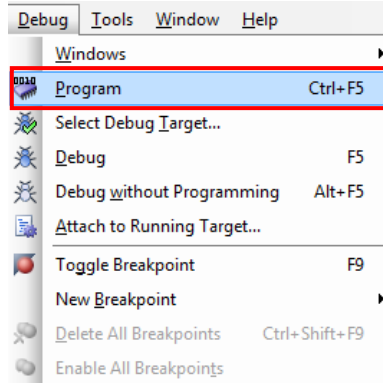 Debug Tools Window Help
Windows
0010
Program Ctrl+F5
Select Debug Target...
Debug F5
Debug without Programming Alt+F5
Attach to Running Target...
Toggle Breakpoint F9
New Breakpoint
Delete All Breakpoints Ctrl+Shift+F9
Enable All Breakpoints